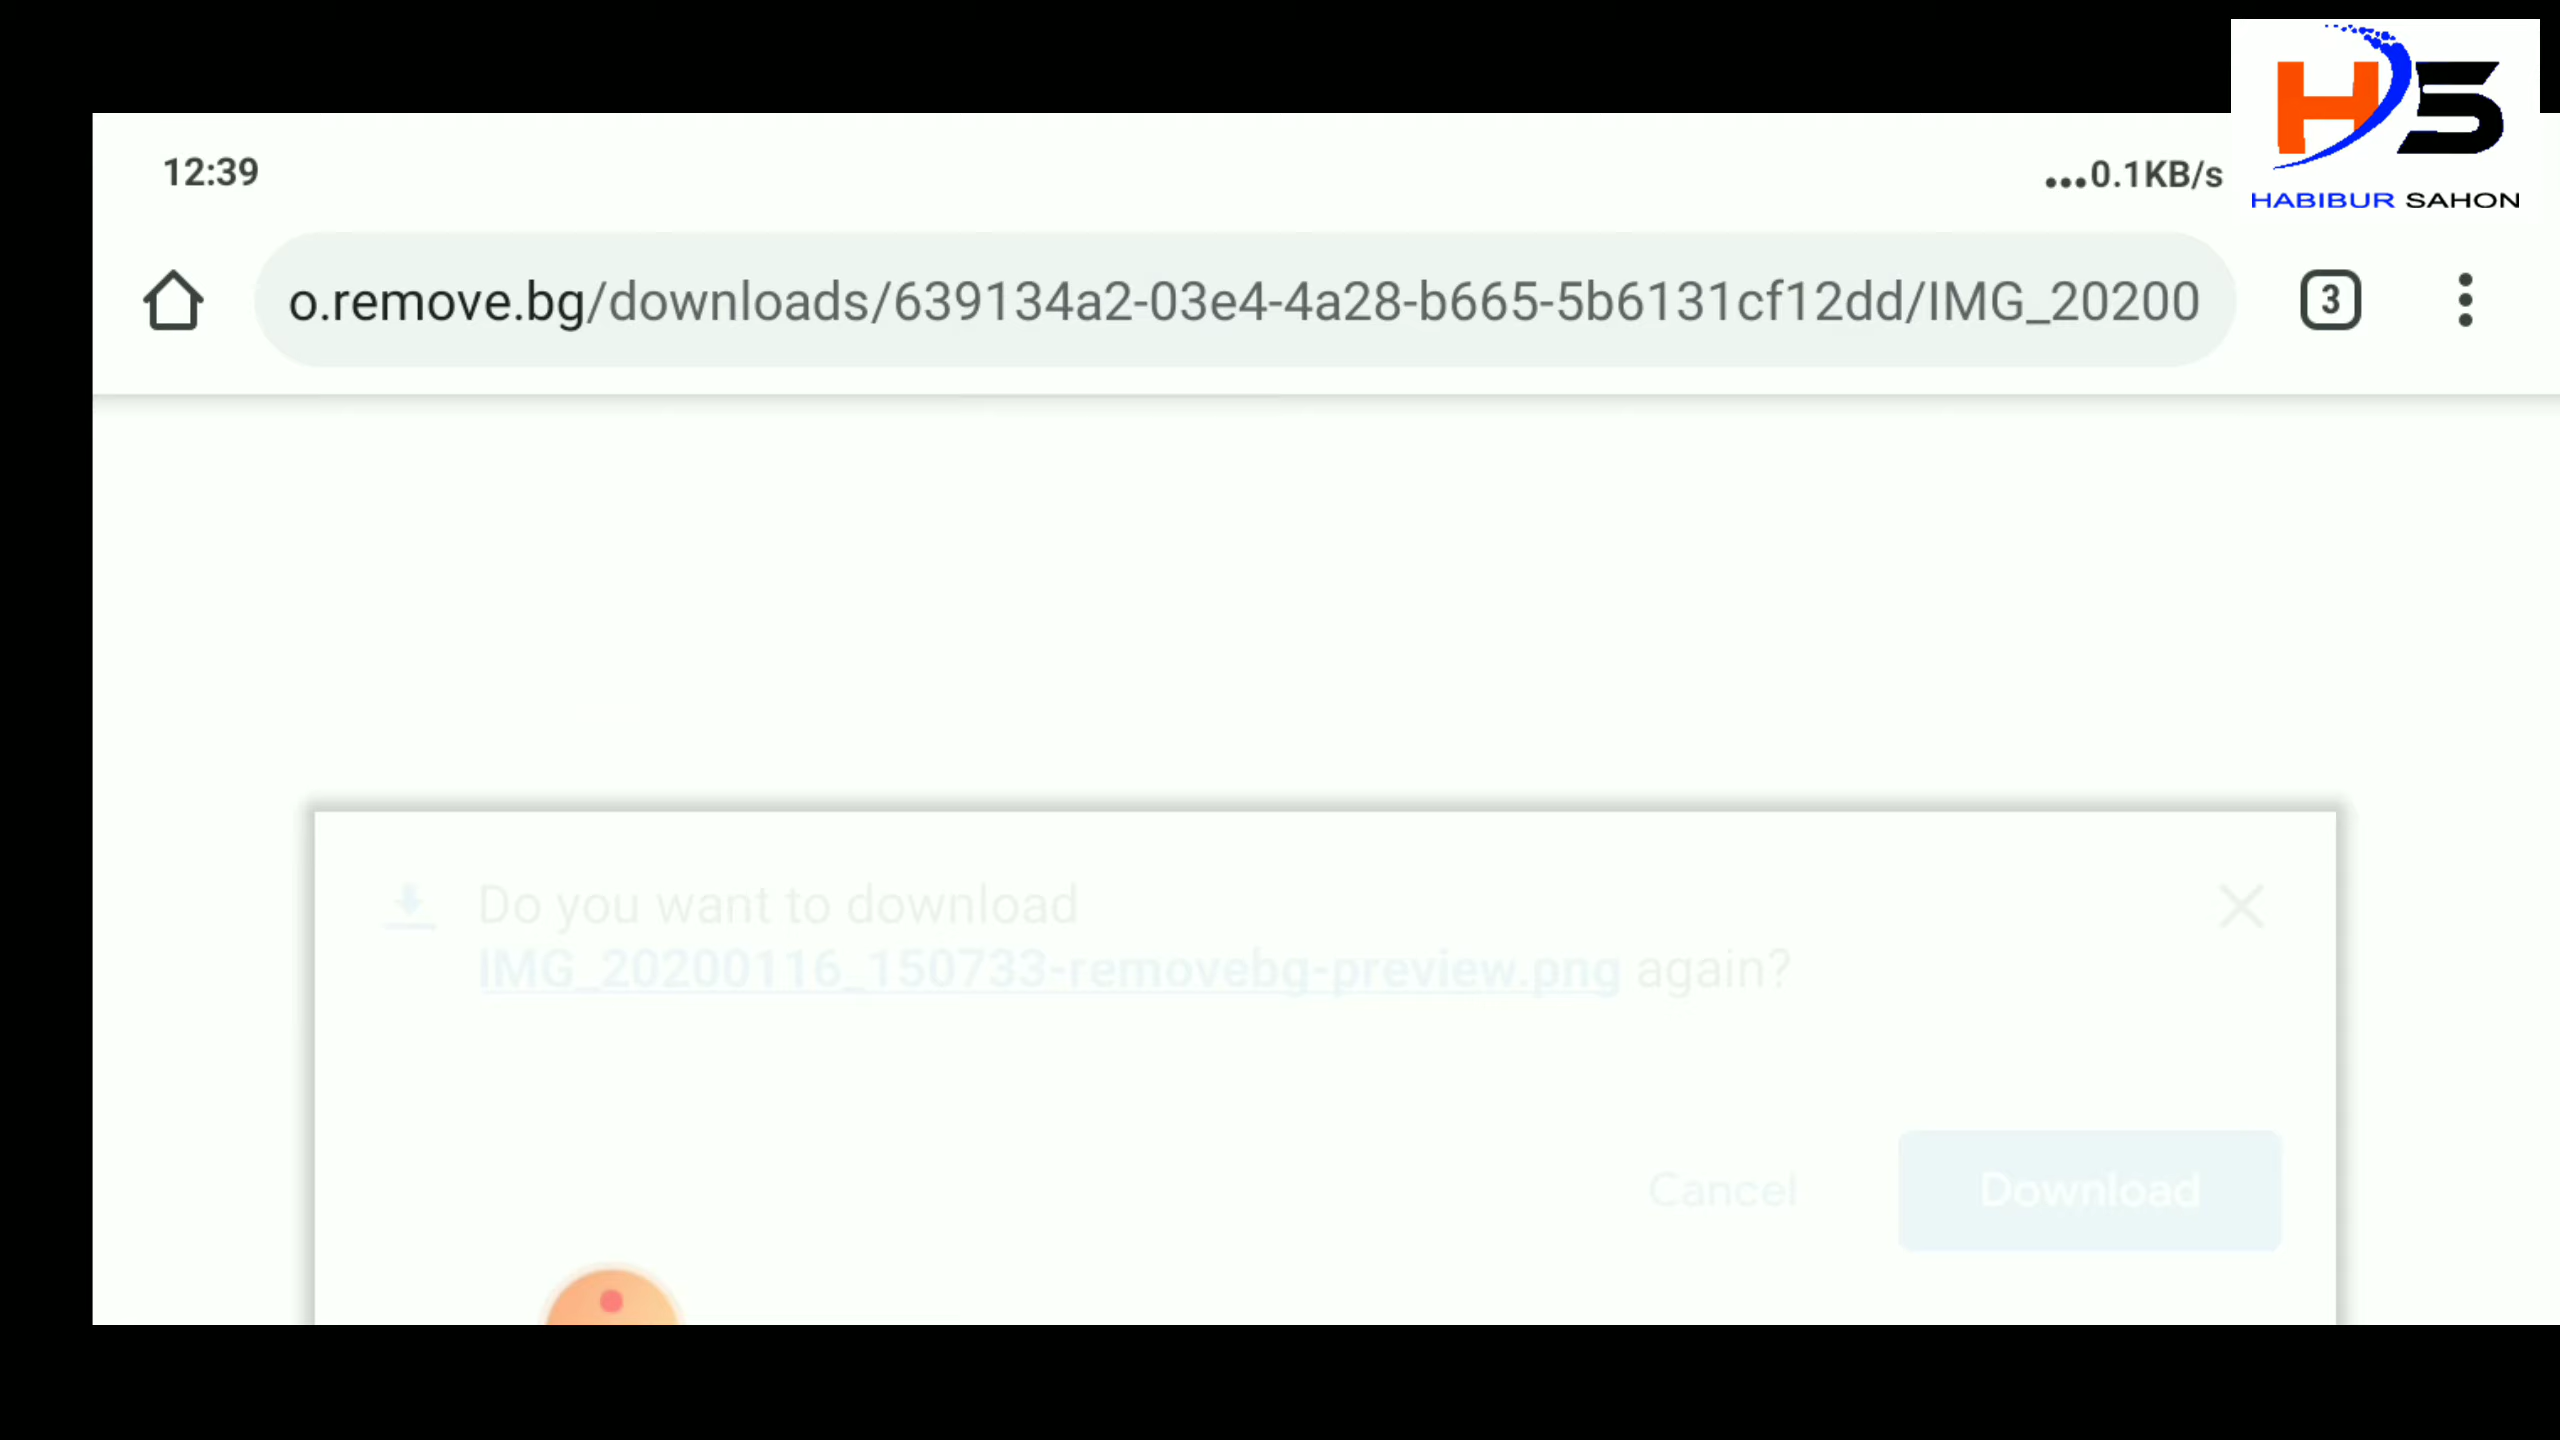 HS
HABIBUR SAHON
12:39
...0.1KB/s
o.remove.bg/downloads/639134a2-03e4-4a28-b665-5b6131cf12dd/IMG_20200
3
Do you want to download
IMG_20200116_150733-removebg-preview.png again?
Cancel
Download